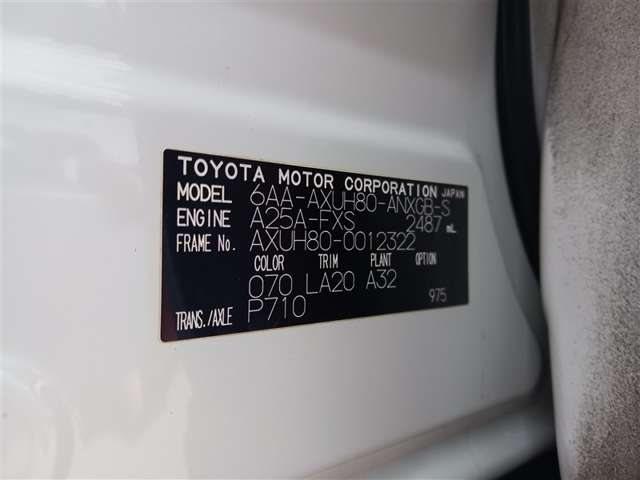 TOYOTA MOTOR CORPORATION JAPAN
MODEL 6AA-AXUH80-ANXGB-S
ENGINE A25A-FXS 2487 mL
FRAME No. AXUH80-0012322
COLOR TRIM PLANT OPTION
070 LA20 A32
TRANS./AXLE P710 975